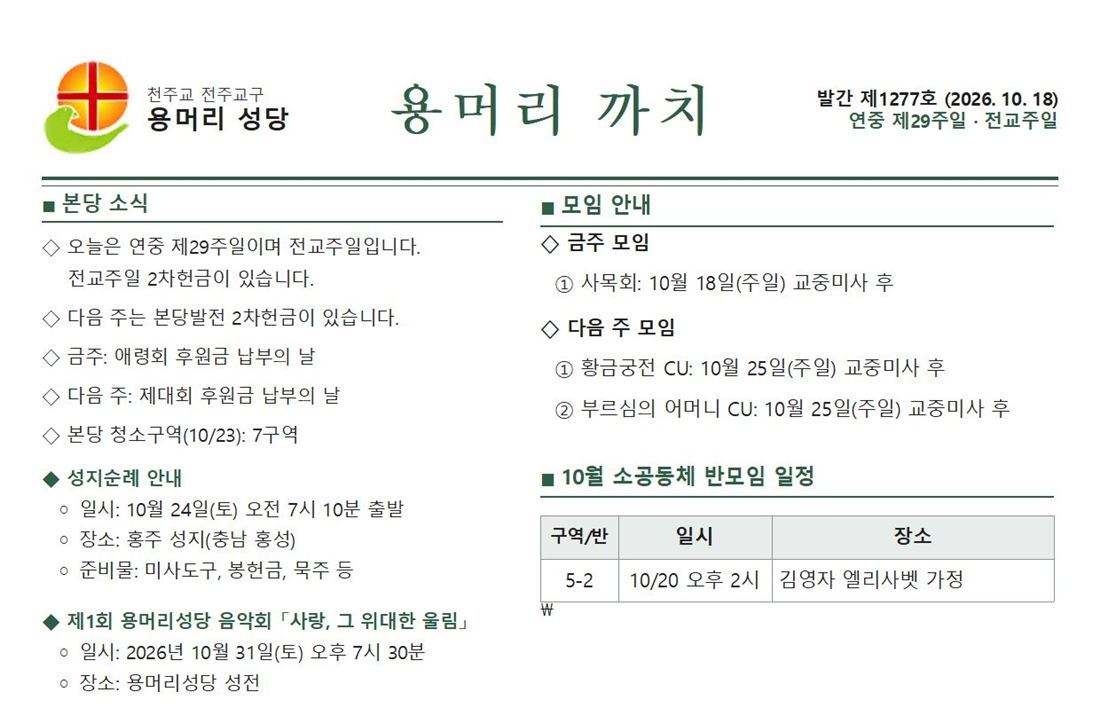 천주교 전주교구
용머리 성당
용머리 까치
발간 제1277호 (2026. 10. 18)
연중 제29주일 · 전교주일
■ 본당 소식
◇ 오늘은 연중 제29주일이며 전교주일입니다.
전교주일 2차헌금이 있습니다.
◇ 다음 주는 본당발전 2차헌금이 있습니다.
◇ 금주: 애령회 후원금 납부의 날
◇ 다음 주: 제대회 후원금 납부의 날
◇ 본당 청소구역(10/23): 7구역
◆ 성지순례 안내
○ 일시: 10월 24일(토) 오전 7시 10분 출발
○ 장소: 홍주 성지(충남 홍성)
○ 준비물: 미사도구, 봉헌금, 묵주 등
◆ 제1회 용머리성당 음악회 「사랑, 그 위대한 울림」
○ 일시: 2026년 10월 31일(토) 오후 7시 30분
○ 장소: 용머리성당 성전
■ 모임 안내
◇ 금주 모임
① 사목회: 10월 18일(주일) 교중미사 후
◇ 다음 주 모임
① 황금궁전 CU: 10월 25일(주일) 교중미사 후
② 부르심의 어머니 CU: 10월 25일(주일) 교중미사 후
■ 10월 소공동체 반모임 일정
구역/반 일시 장소
5-2 10/20 오후 2시 김영자 엘리사벳 가정
₩